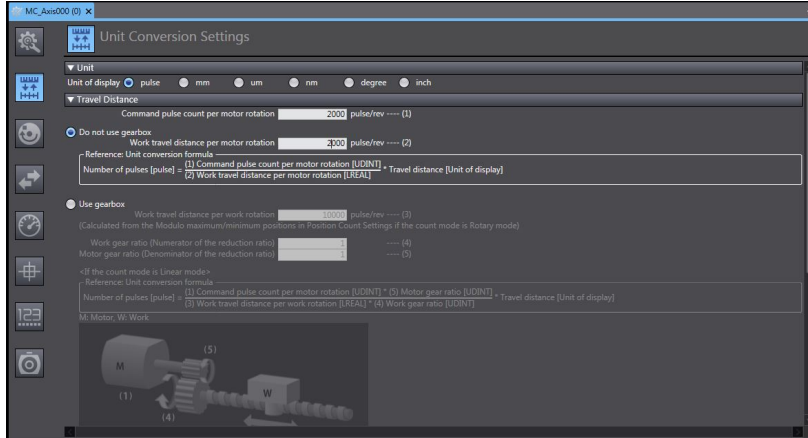 MC_Axis000 (0) ×
Unit Conversion Settings
▼ Unit
Unit of display pulse mm um nm degree inch
▼ Travel Distance
Command pulse count per motor rotation 2000 pulse/rev ---- (1)
Do not use gearbox
Work travel distance per motor rotation 2000 pulse/rev ---- (2)
Reference: Unit conversion formula
Number of pulses [pulse] = (1) Command pulse count per motor rotation [UDINT] * Travel distance [Unit of display]
(2) Work travel distance per motor rotation [LREAL]
Use gearbox
Work travel distance per work rotation 10000 pulse/rev ---- (3)
(Calculated from the Modulo maximum/minimum positions in Position Count Settings if the count mode is Rotary mode)
Work gear ratio (Numerator of the reduction ratio) 1 ---- (4)
Motor gear ratio (Denominator of the reduction ratio) 1 ---- (5)
<If the count mode is Linear mode>
Reference: Unit conversion formula
Number of pulses [pulse] = (1) Command pulse count per motor rotation [UDINT] * (5) Motor gear ratio [UDINT] * Travel distance [Unit of display]
(3) Work travel distance per work rotation [LREAL] * (4) Work gear ratio [UDINT]
M: Motor, W: Work
(5)
M
W
(1)
(4)
123